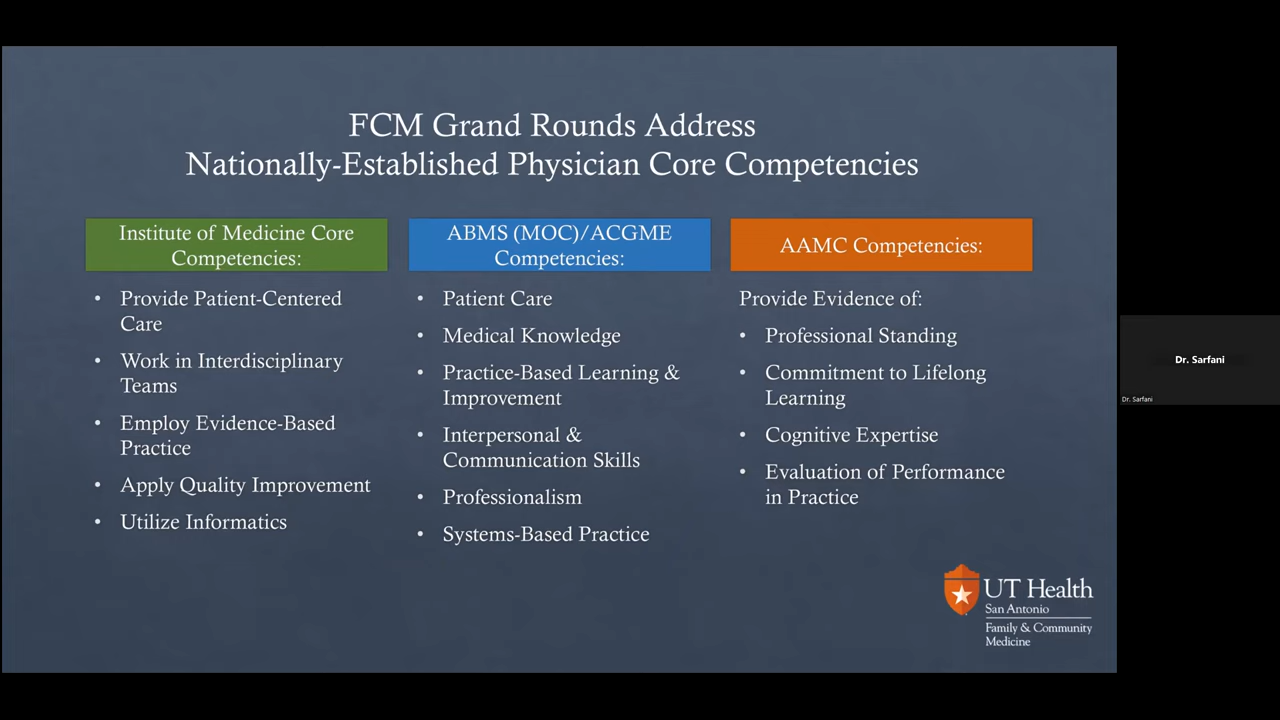 FCM Grand Rounds Address
Nationally-Established Physician Core Competencies
Institute of Medicine Core
Competencies:
• Provide Patient-Centered
Care
• Work in Interdisciplinary
Teams
• Employ Evidence-Based
Practice
• Apply Quality Improvement
• Utilize Informatics
ABMS (MOC)/ACGME
Competencies:
• Patient Care
• Medical Knowledge
• Practice-Based Learning &
Improvement
• Interpersonal &
Communication Skills
• Professionalism
• Systems-Based Practice
AAMC Competencies:
Provide Evidence of:
• Professional Standing
• Commitment to Lifelong
Learning
• Cognitive Expertise
• Evaluation of Performance
in Practice
UT Health
San Antonio
Family & Community
Medicine
Dr. Sarfani
Dr. Sarfani